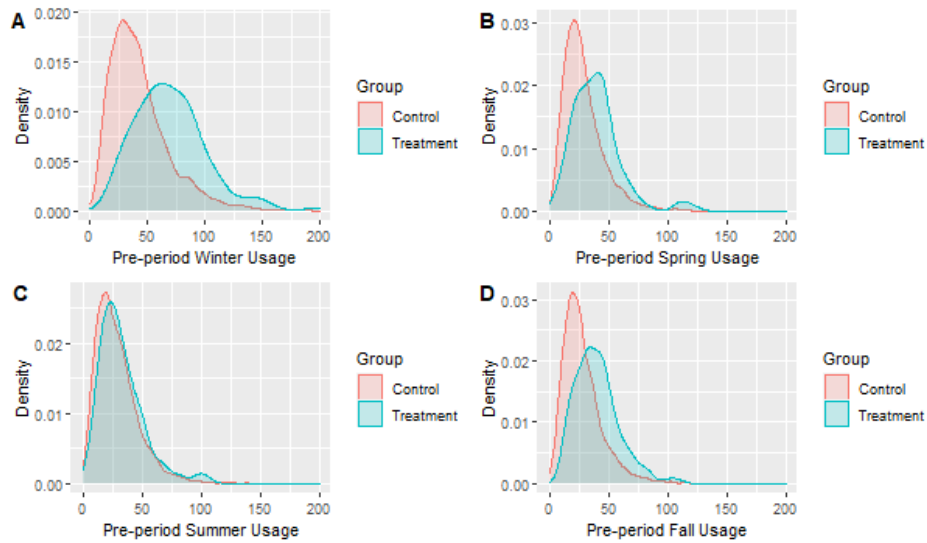 A
0.020
0.015
0.010
0.005
0.000
Density
0
50
100
150
200
Pre-period Winter Usage
Group
Control
Treatment
B
0.03
0.02
0.01
0.00
Density
0
50
100
150
200
Pre-period Spring Usage
Group
Control
Treatment
C
0.02
0.01
0.00
Density
0
50
100
150
200
Pre-period Summer Usage
Group
Control
Treatment
D
0.03
0.02
0.01
0.00
Density
0
50
100
150
200
Pre-period Fall Usage
Group
Control
Treatment